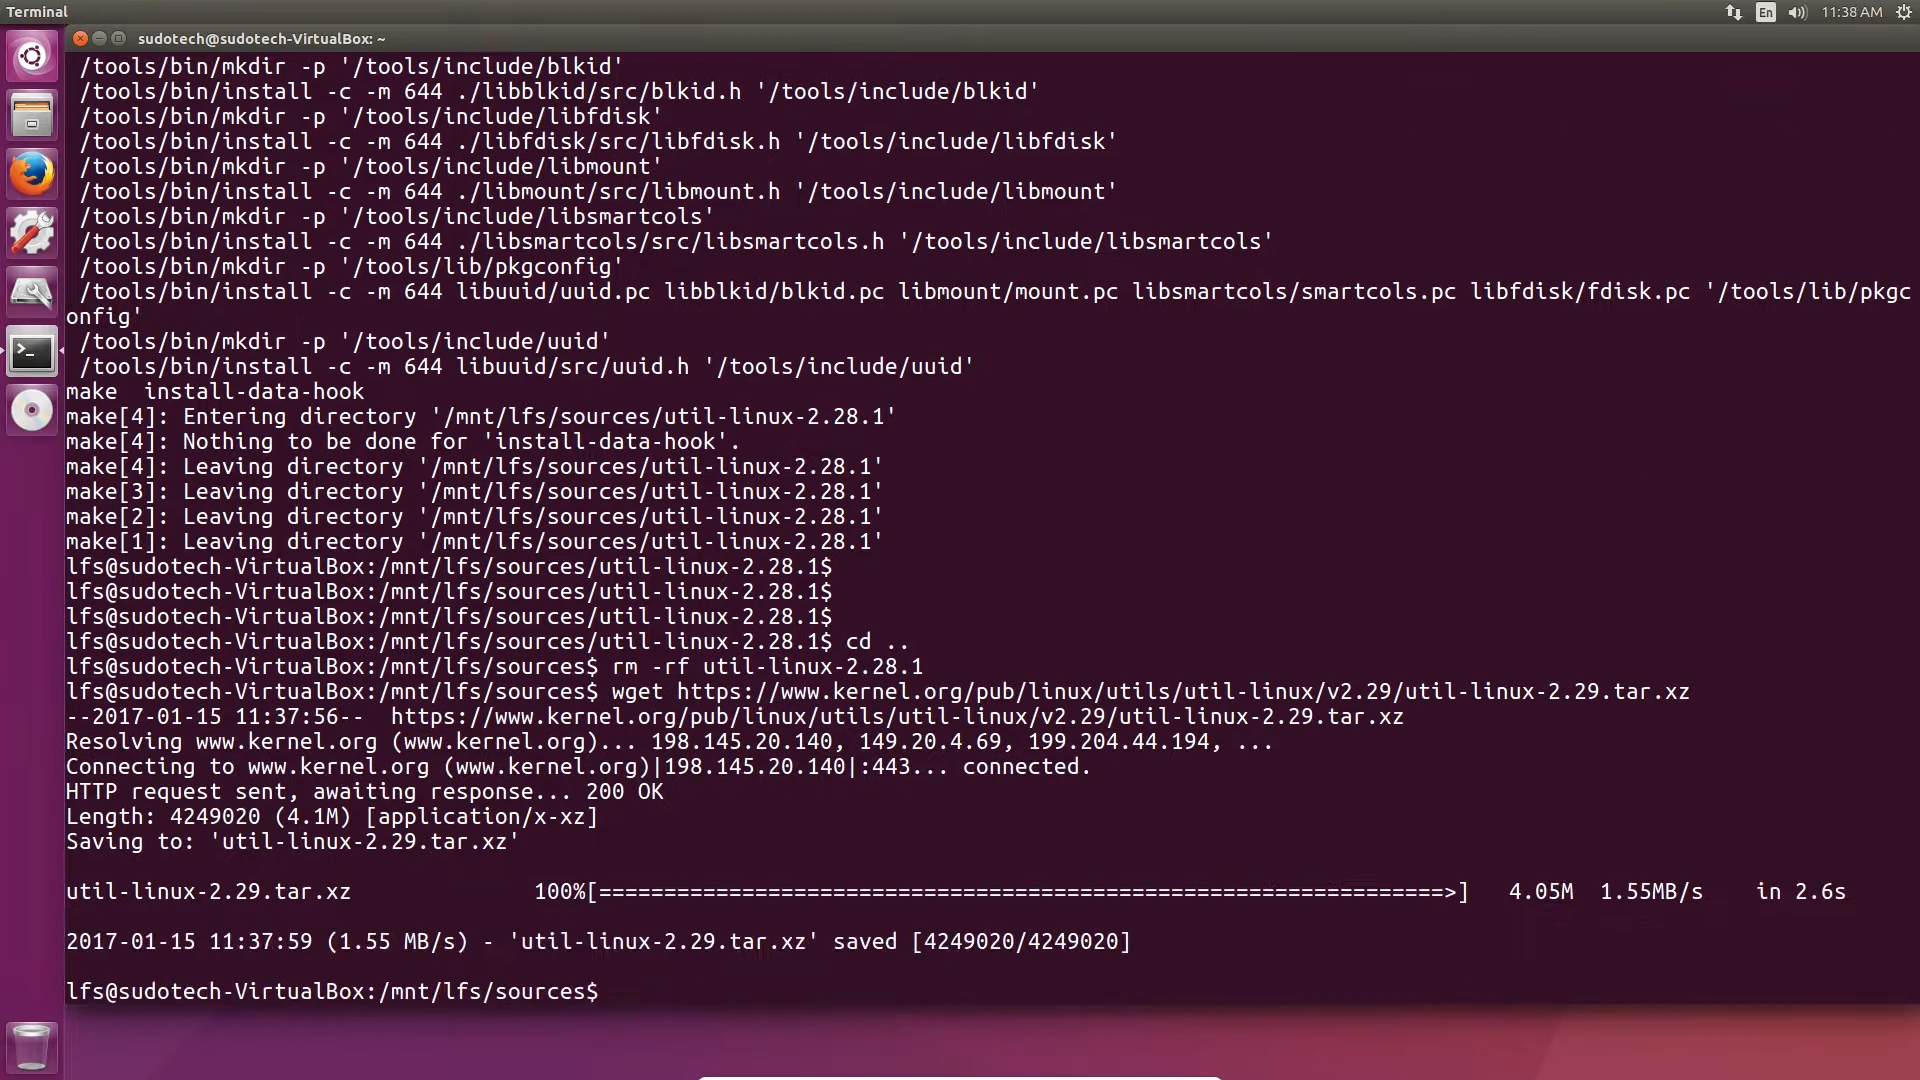 Terminal
En
11:38 AM
sudotech@sudotech-VirtualBox: ~
/tools/bin/mkdir -p '/tools/include/blkid'
/tools/bin/install -c -m 644 ./libblkid/src/blkid.h '/tools/include/blkid'
/tools/bin/mkdir -p '/tools/include/libfdisk'
/tools/bin/install -c -m 644 ./libfdisk/src/libfdisk.h '/tools/include/libfdisk'
/tools/bin/mkdir -p '/tools/include/libmount'
/tools/bin/install -c -m 644 ./libmount/src/libmount.h '/tools/include/libmount'
/tools/bin/mkdir -p '/tools/include/libsmartcols'
/tools/bin/install -c -m 644 ./libsmartcols/src/libsmartcols.h '/tools/include/libsmartcols'
/tools/bin/mkdir -p '/tools/lib/pkgconfig'
/tools/bin/install -c -m 644 libuuid/uuid.pc libblkid/blkid.pc libmount/mount.pc libsmartcols/smartcols.pc libfdisk/fdisk.pc '/tools/lib/pkgc
onfig'
/tools/bin/mkdir -p '/tools/include/uuid'
/tools/bin/install -c -m 644 libuuid/src/uuid.h '/tools/include/uuid'
make  install-data-hook
make[4]: Entering directory '/mnt/lfs/sources/util-linux-2.28.1'
make[4]: Nothing to be done for 'install-data-hook'.
make[4]: Leaving directory '/mnt/lfs/sources/util-linux-2.28.1'
make[3]: Leaving directory '/mnt/lfs/sources/util-linux-2.28.1'
make[2]: Leaving directory '/mnt/lfs/sources/util-linux-2.28.1'
make[1]: Leaving directory '/mnt/lfs/sources/util-linux-2.28.1'
lfs@sudotech-VirtualBox:/mnt/lfs/sources/util-linux-2.28.1$
lfs@sudotech-VirtualBox:/mnt/lfs/sources/util-linux-2.28.1$
lfs@sudotech-VirtualBox:/mnt/lfs/sources/util-linux-2.28.1$
lfs@sudotech-VirtualBox:/mnt/lfs/sources/util-linux-2.28.1$ cd ..
lfs@sudotech-VirtualBox:/mnt/lfs/sources$ rm -rf util-linux-2.28.1
lfs@sudotech-VirtualBox:/mnt/lfs/sources$ wget https://www.kernel.org/pub/linux/utils/util-linux/v2.29/util-linux-2.29.tar.xz
--2017-01-15 11:37:56--  https://www.kernel.org/pub/linux/utils/util-linux/v2.29/util-linux-2.29.tar.xz
Resolving www.kernel.org (www.kernel.org)... 198.145.20.140, 149.20.4.69, 199.204.44.194, ...
Connecting to www.kernel.org (www.kernel.org)|198.145.20.140|:443... connected.
HTTP request sent, awaiting response... 200 OK
Length: 4249020 (4.1M) [application/x-xz]
Saving to: 'util-linux-2.29.tar.xz'
util-linux-2.29.tar.xz 100%[=================================================================>] 4.05M 1.55MB/s in 2.6s
2017-01-15 11:37:59 (1.55 MB/s) - 'util-linux-2.29.tar.xz' saved [4249020/4249020]
lfs@sudotech-VirtualBox:/mnt/lfs/sources$